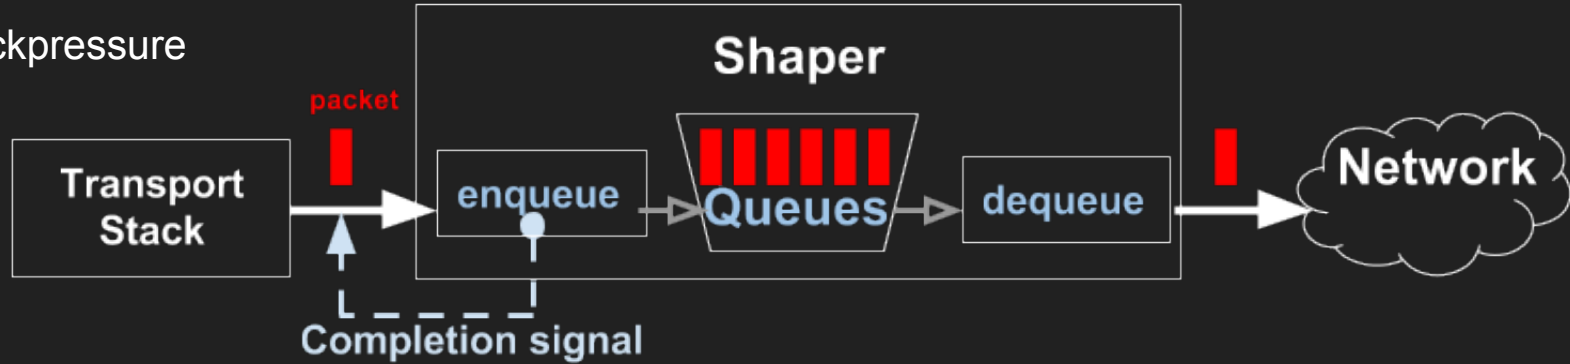 ckpressure
Shaper
packet
Transport
Stack
enqueue
Queues
dequeue
Network
Completion signal